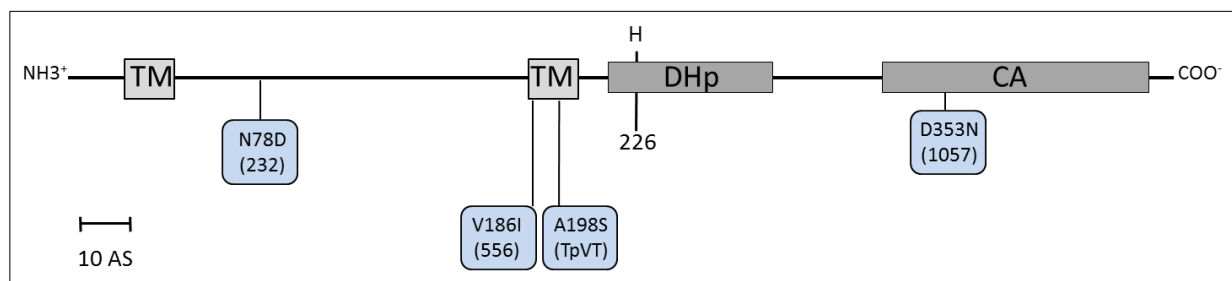 H
NH3⁺ TM TM DHp CA COO⁻
226
N78D
(232)
D353N
(1057)
V186I
(556)
A198S
(TpVT)
10 AS